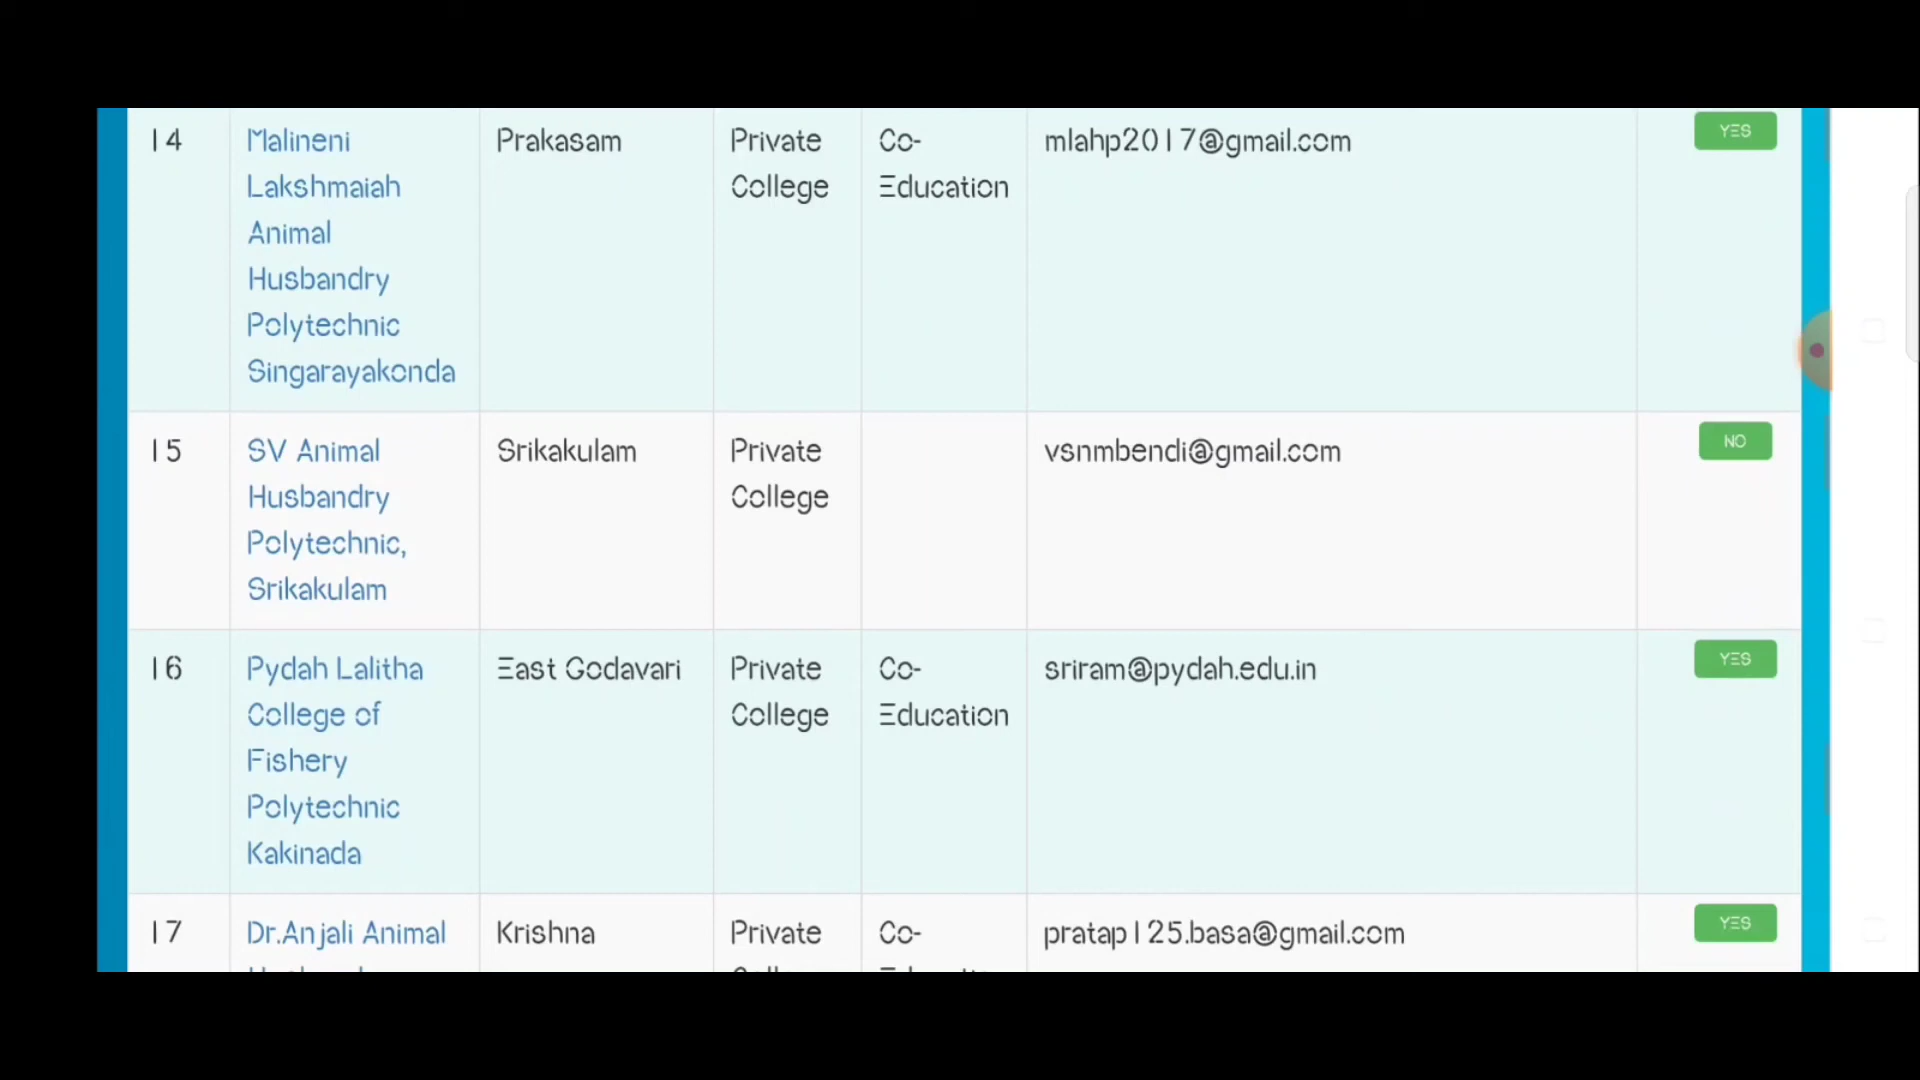 14 Malineni Prakasam Private Co- mlahp2017@gmail.com YES
Lakshmaiah College Education
Animal
Husbandry
Polytechnic
Singarayakonda
15 SV Animal Srikakulam Private vsnmbendi@gmail.com NO
Husbandry College
Polytechnic,
Srikakulam
16 Pydah Lalitha East Godavari Private Co- sriram@pydah.edu.in YES
College of College Education
Fishery
Polytechnic
Kakinada
17 Dr.Anjali Animal Krishna Private Co- pratap125.basa@gmail.com YES